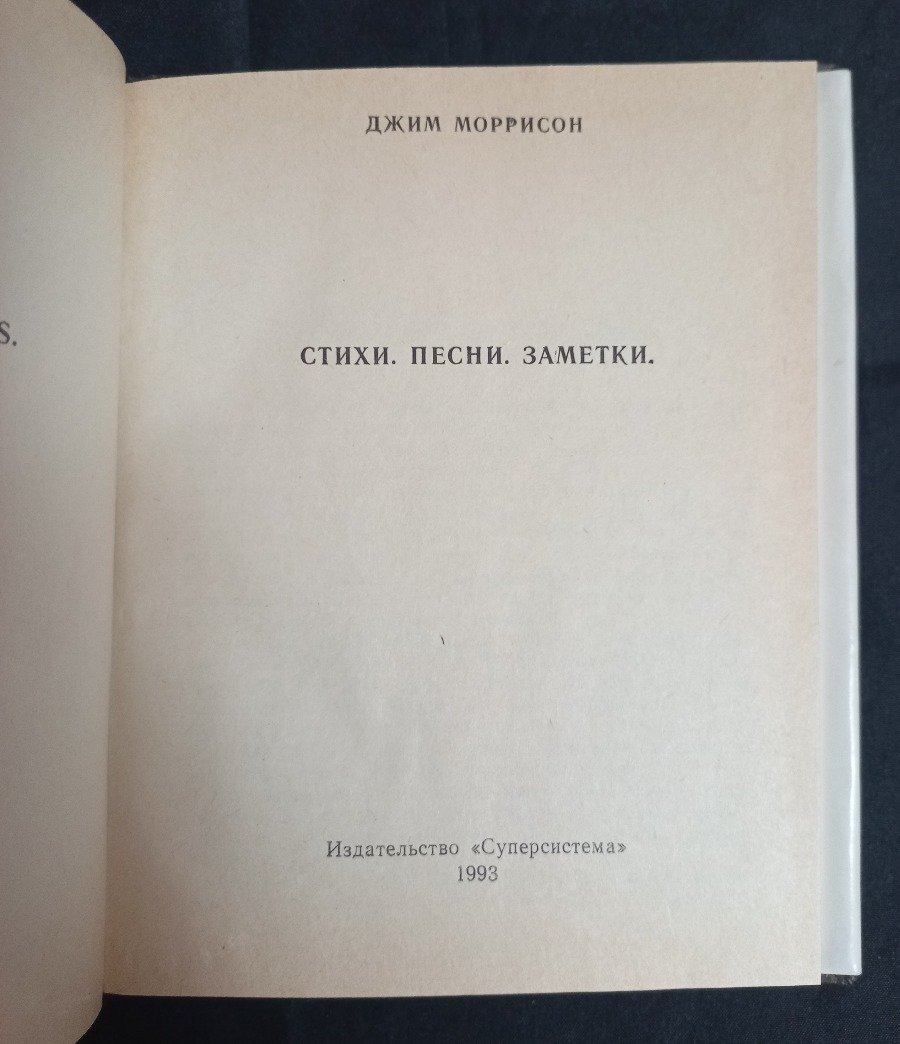 S.
ДЖИМ МОРРИСОН
СТИХИ. ПЕСНИ. ЗАМЕТКИ.
Издательство «Суперсистема»
1993